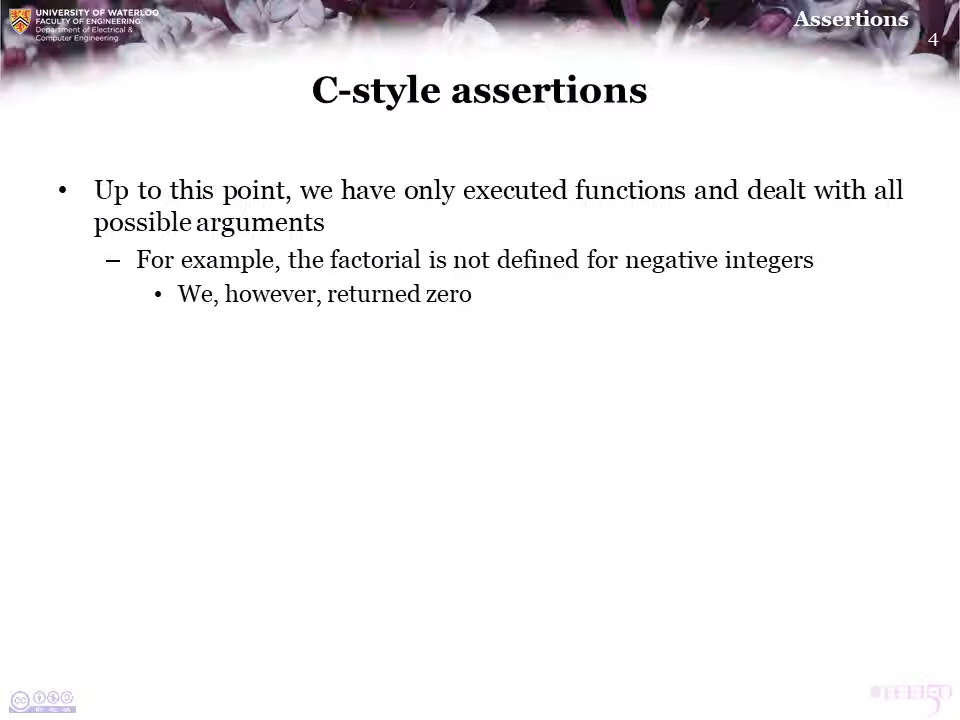 UNIVERSITY OF WATERLOO
FACULTY OF ENGINEERING
Department of Electrical &
Computer Engineering
Assertions
4
C-style assertions
• Up to this point, we have only executed functions and dealt with all
possible arguments
– For example, the factorial is not defined for negative integers
• We, however, returned zero